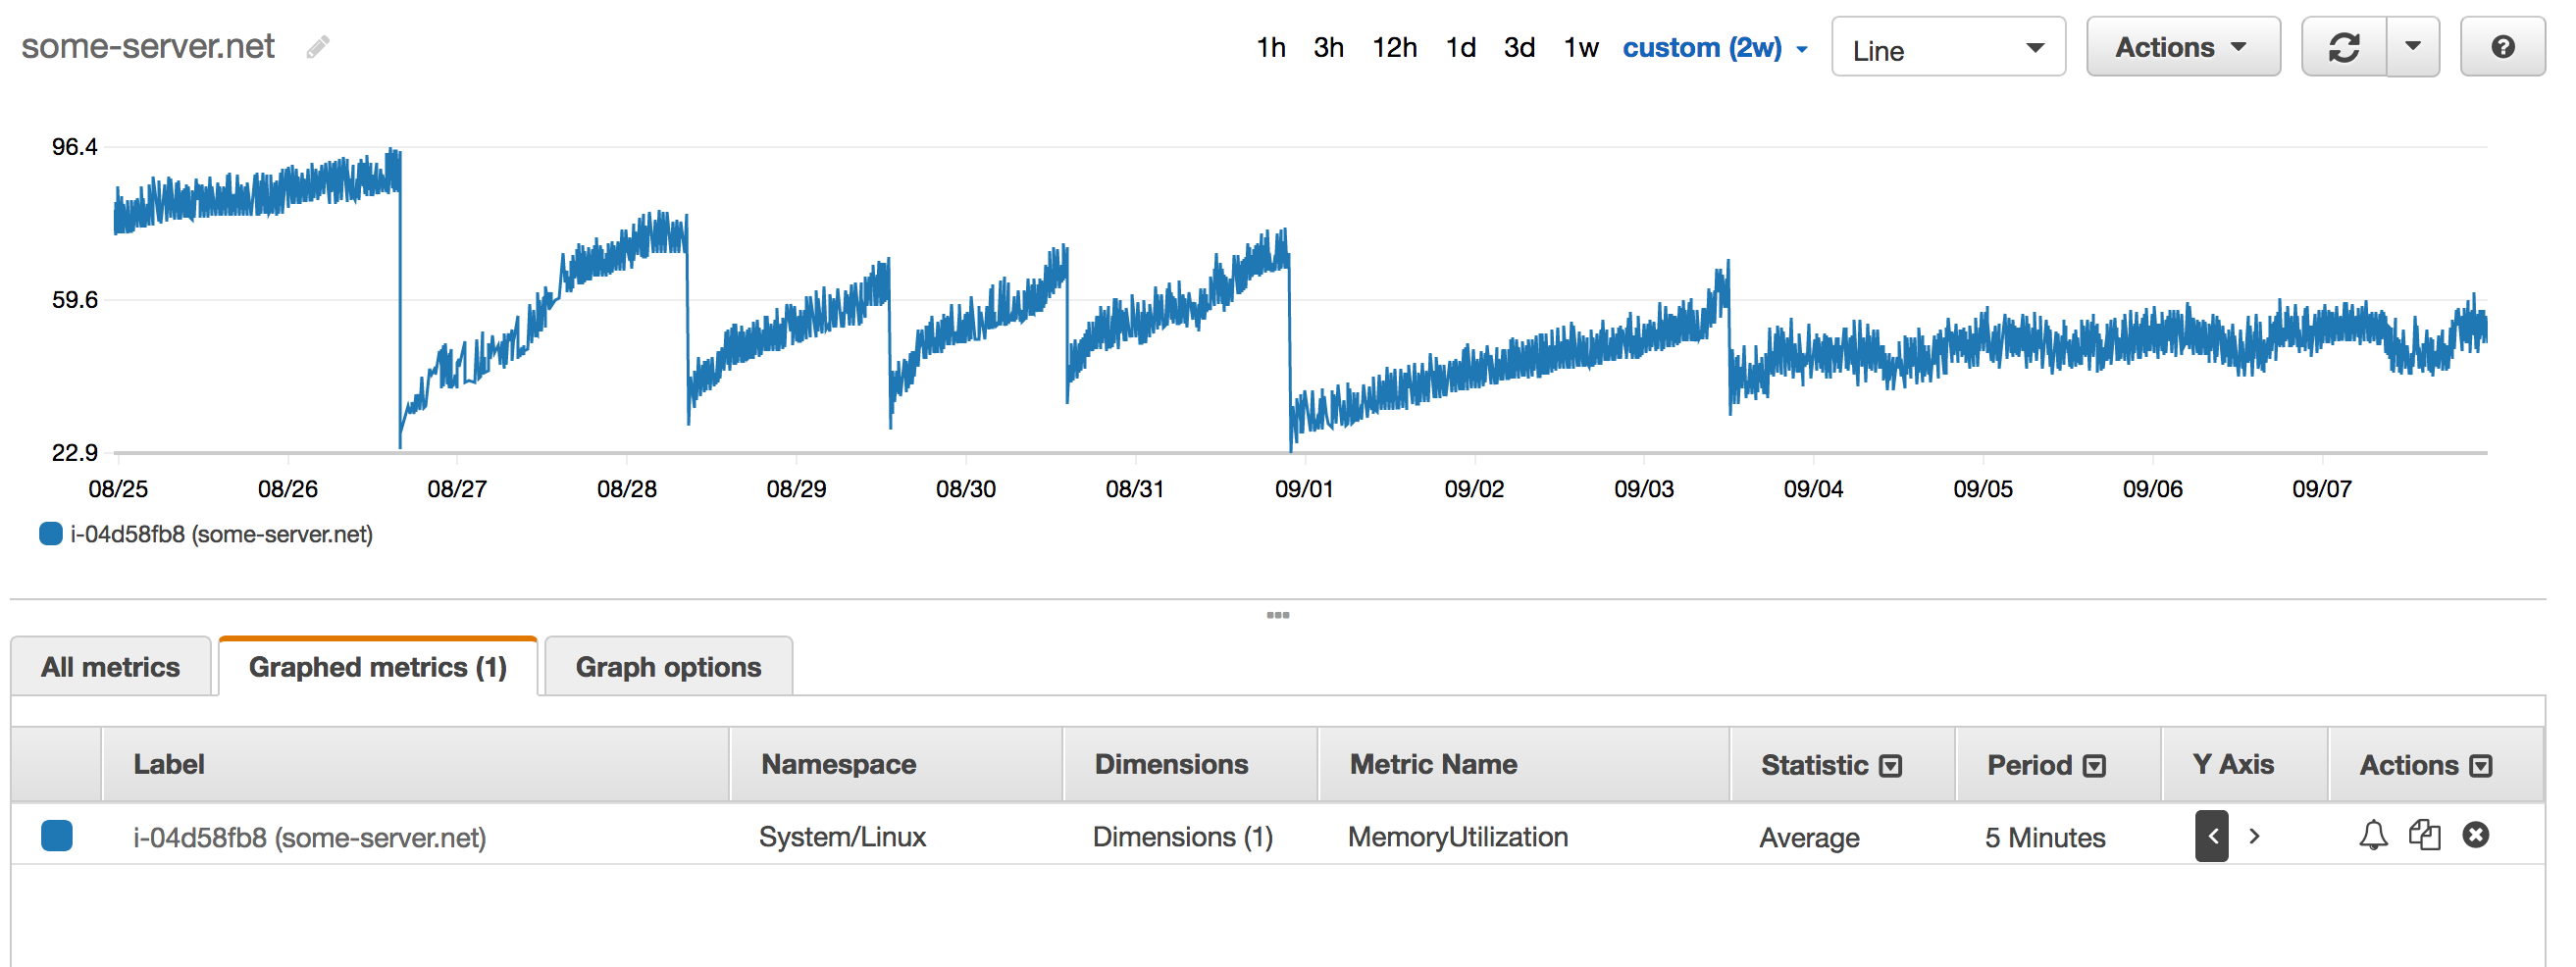 some-server.net
1h 3h 12h 1d 3d 1w custom (2w) Line Actions
96.4
59.6
22.9
08/25 08/26 08/27 08/28 08/29 08/30 08/31 09/01 09/02 09/03 09/04 09/05 09/06 09/07
i-04d58fb8 (some-server.net)
All metrics Graphed metrics (1) Graph options
Label Namespace Dimensions Metric Name Statistic Period Y Axis Actions
i-04d58fb8 (some-server.net) System/Linux Dimensions (1) MemoryUtilization Average 5 Minutes